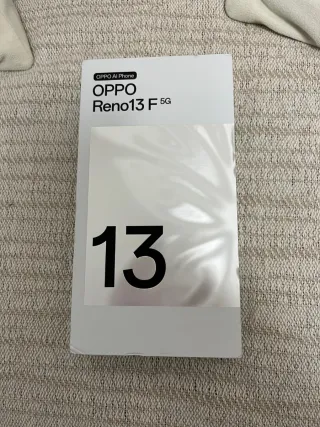 OPPO AI Phone
OPPO
Reno13 F 5G
13